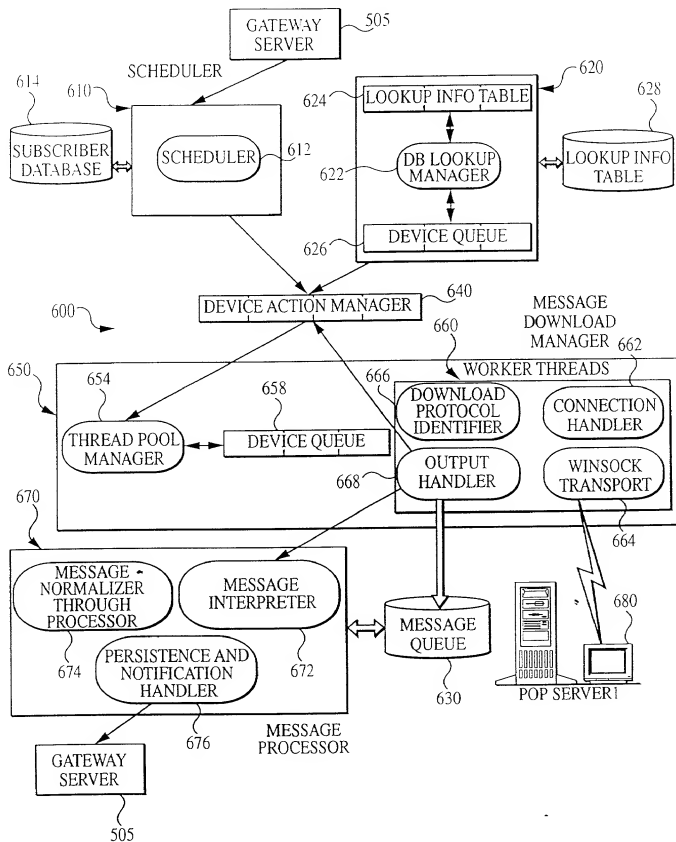 GATEWAY
SERVER
505
SCHEDULER
614
610
620
624
LOOKUP INFO TABLE
628
SUBSCRIBER
DATABASE
SCHEDULER
612
622
DB LOOKUP
MANAGER
LOOKUP INFO
TABLE
626
DEVICE QUEUE
DEVICE ACTION MANAGER
640
600
MESSAGE
DOWNLOAD
MANAGER
660
650
654
WORKER THREADS
662
666
658
DOWNLOAD
PROTOCOL
IDENTIFIER
CONNECTION
HANDLER
THREAD POOL
MANAGER
DEVICE QUEUE
668
OUTPUT
HANDLER
WINSOCK
TRANSPORT
664
670
MESSAGE
NORMALIZER
THROUGH
PROCESSOR
MESSAGE
INTERPRETER
674
672
MESSAGE
QUEUE
630
680
POP SERVER1
PERSISTENCE AND
NOTIFICATION
HANDLER
676
MESSAGE
PROCESSOR
GATEWAY
SERVER
505